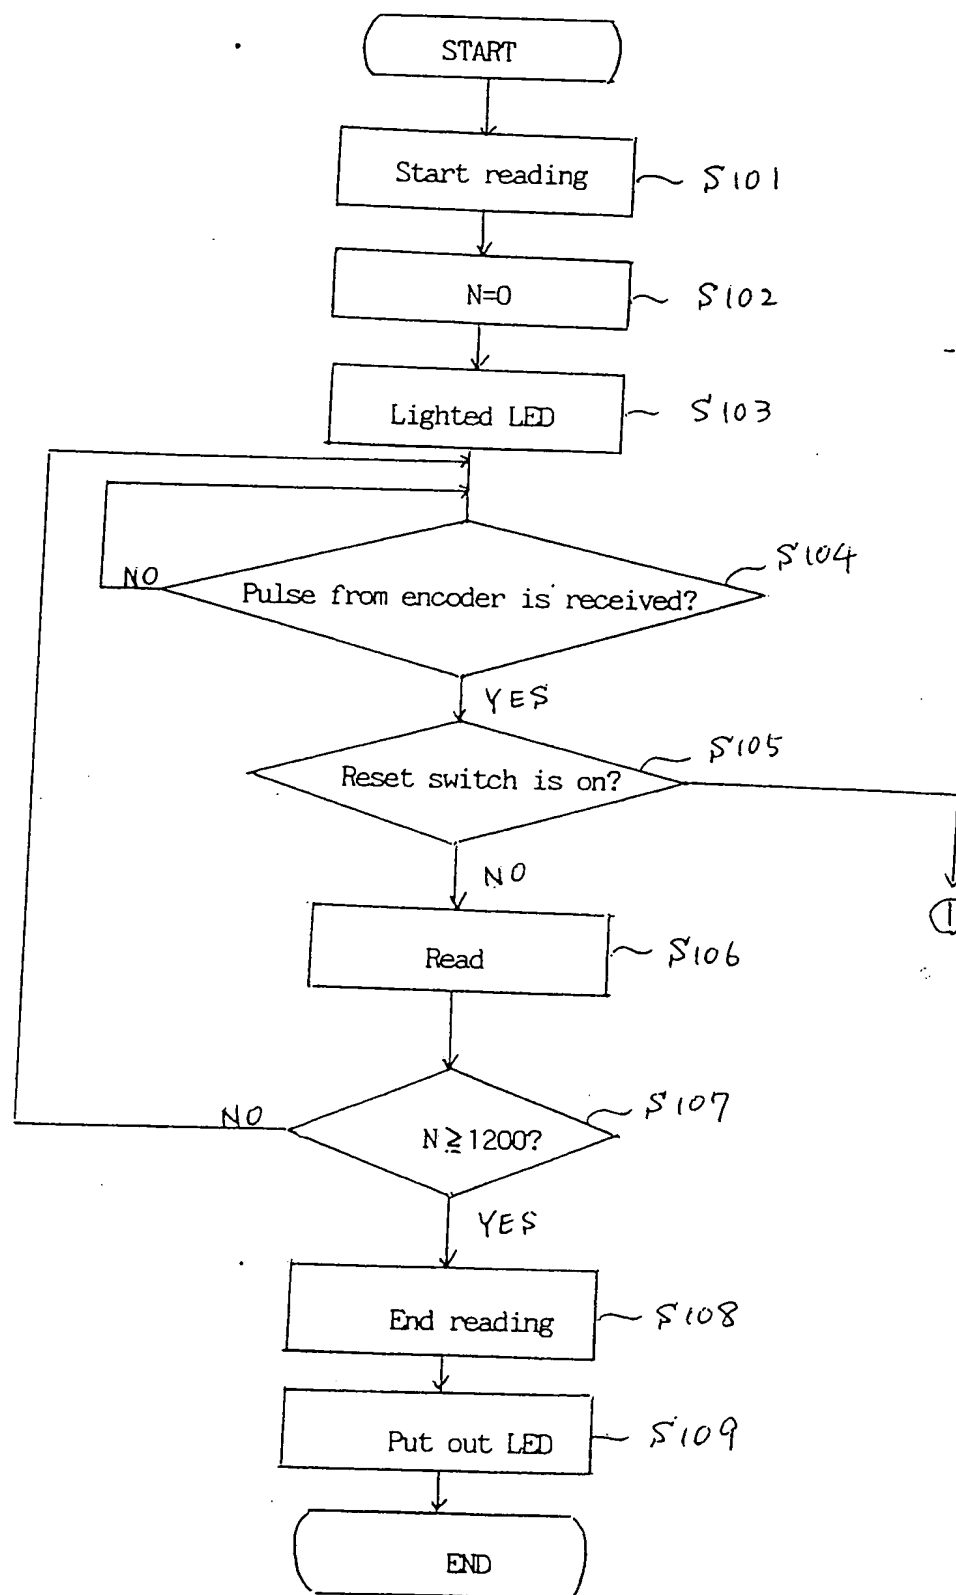 START
Start reading
S101
N=0
S102
Lighted LED
S103
S104
NO
Pulse from encoder is received?
YES
S105
Reset switch is on?
NO
①
Read
S106
S107
NO
N≧1200?
YES
End reading
S108
Put out LED
S109
END